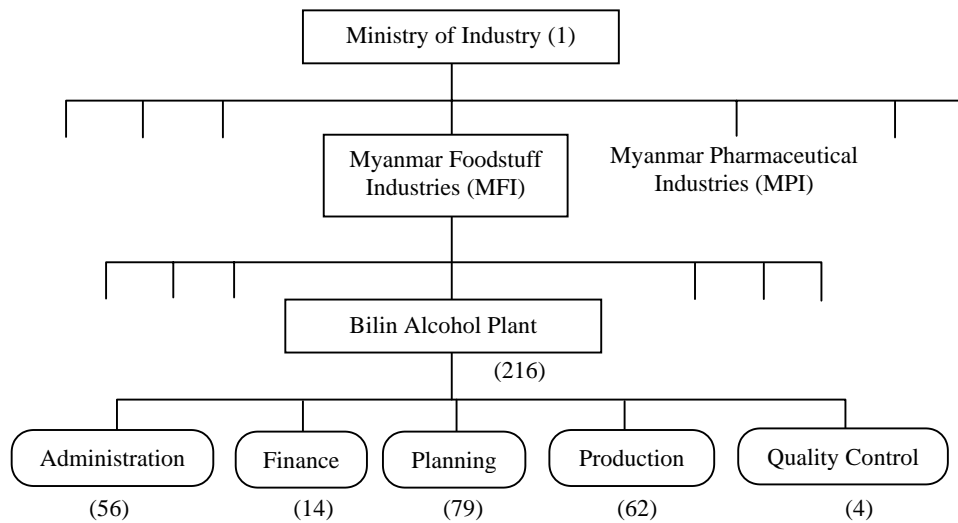 Ministry of Industry (1)
Myanmar Foodstuff
Industries (MFI)
Myanmar Pharmaceutical
Industries (MPI)
Bilin Alcohol Plant
(216)
Administration
Finance
Planning
Production
Quality Control
(56)
(14)
(79)
(62)
(4)